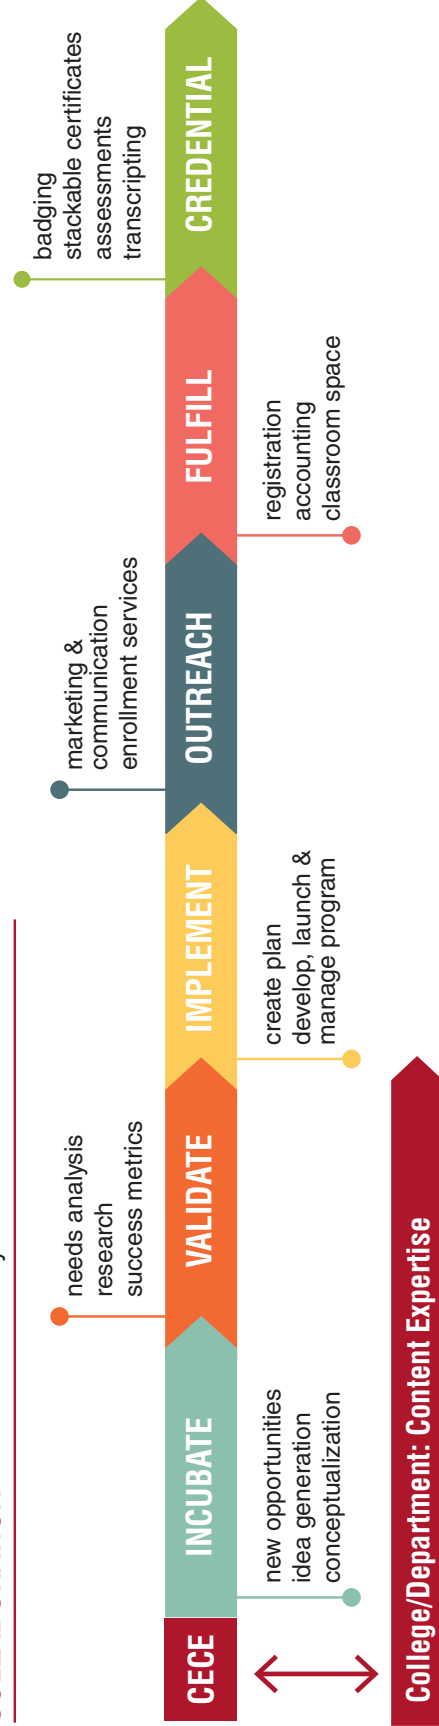 CECE
INCUBATE
VALIDATE
IMPLEMENT
OUTREACH
FULFILL
CREDENTIAL
new opportunities
idea generation
conceptualization
needs analysis
research
success metrics
create plan
develop, launch &
manage program
marketing &
communication
enrollment services
registration
accounting
classroom space
badging
stackable certificates
assessments
transcripting
College/Department: Content Expertise